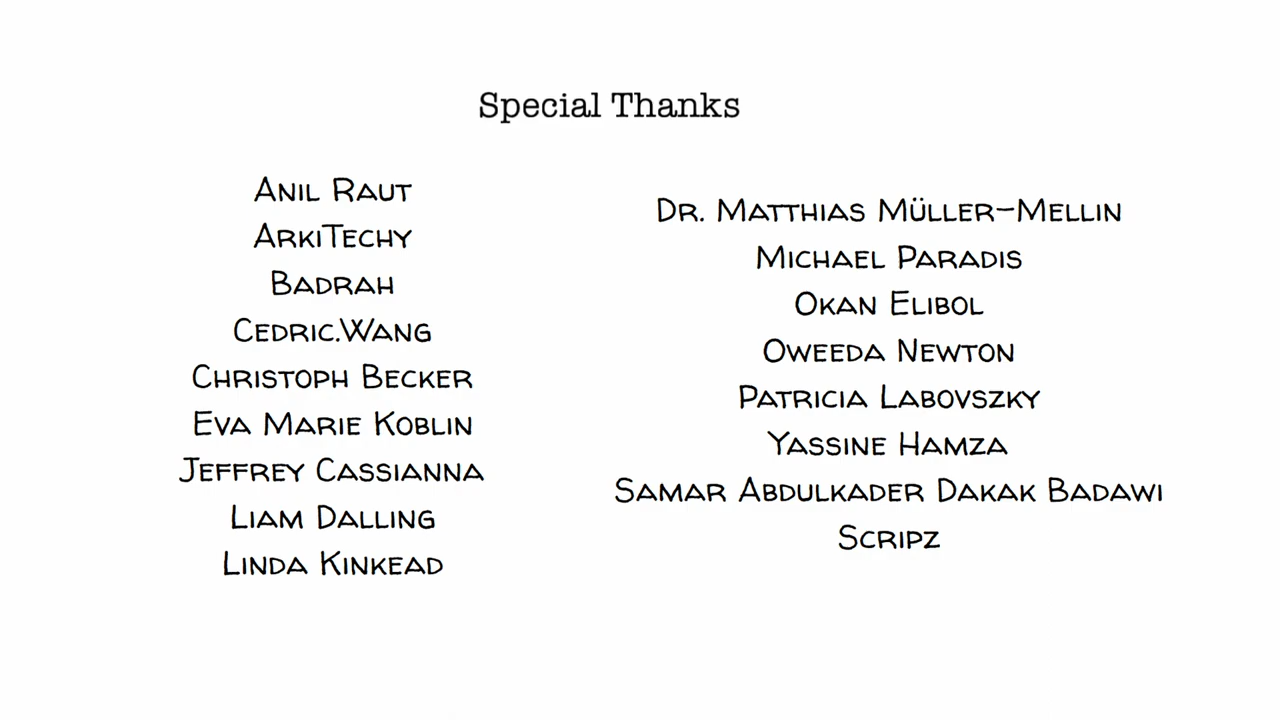 Special Thanks
Anil Raut
ArkiTechy
Badrah
Cedric.Wang
Christoph Becker
Eva Marie Koblin
Jeffrey Cassianna
Liam Dalling
Linda Kinkead
Dr. Matthias Müller-Mellin
Michael Paradis
Okan Elibol
Oweeda Newton
Patricia Labovszky
Yassine Hamza
Samar Abdulkader Dakak Badawi
Scripz